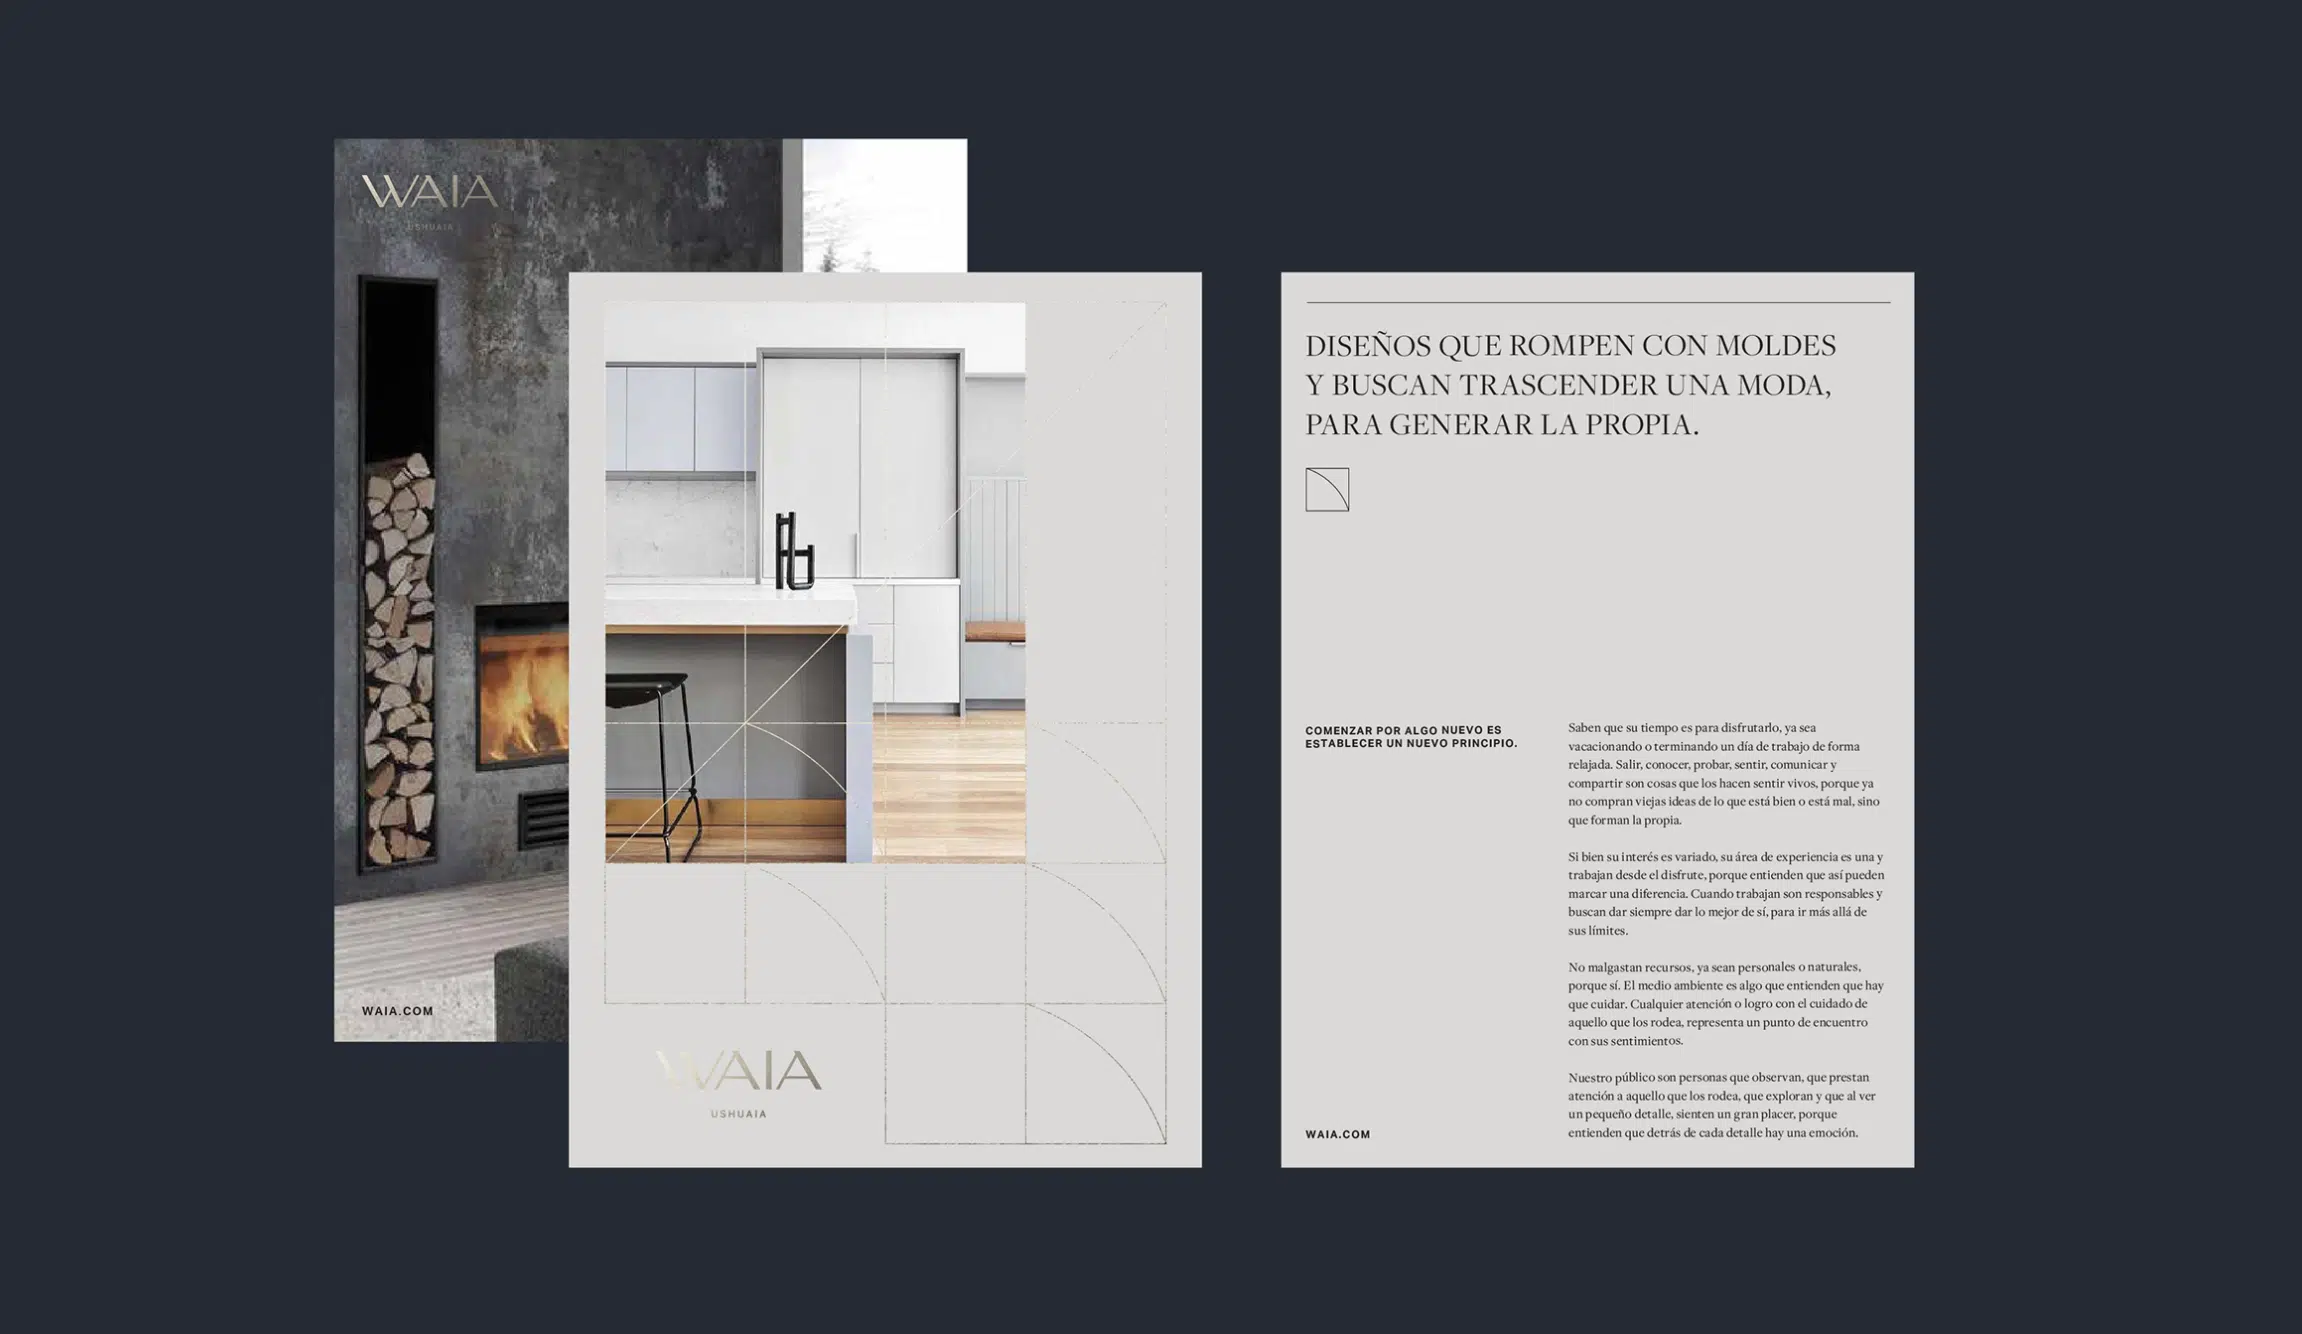 WAIA
USHUAIA
WAIA.COM
WAIA
USHUAIA
DISEÑOS QUE ROMPEN CON MOLDES
Y BUSCAN TRASCENDER UNA MODA,
PARA GENERAR LA PROPIA.
COMENZAR POR ALGO NUEVO ES
ESTABLECER UN NUEVO PRINCIPIO.
Saben que su tiempo es para disfrutarlo, ya sea
vacacionando o terminando un día de trabajo de forma
relajada. Salir, conocer, probar, sentir, comunicar y
compartir son cosas que los hacen sentir vivos, porque ya
no compran viejas ideas de lo que está bien o está mal, sino
que forman la propia.
Si bien su interés es variado, su área de experiencia es una y
trabajan desde el disfrute, porque entienden que así pueden
marcar una diferencia. Cuando trabajan son responsables y
buscan dar siempre dar lo mejor de sí, para ir más allá de
sus límites.
No malgastan recursos, ya sean personales o naturales,
porque sí. El medio ambiente es algo que entienden que hay
que cuidar. Cualquier atención o logro con el cuidado de
aquello que los rodea, representa un punto de encuentro
con sus sentimientos.
Nuestro público son personas que observan, que prestan
atención a aquello que los rodea, que exploran y que al ver
un pequeño detalle, sienten un gran placer, porque
entienden que detrás de cada detalle hay una emoción.
WAIA.COM